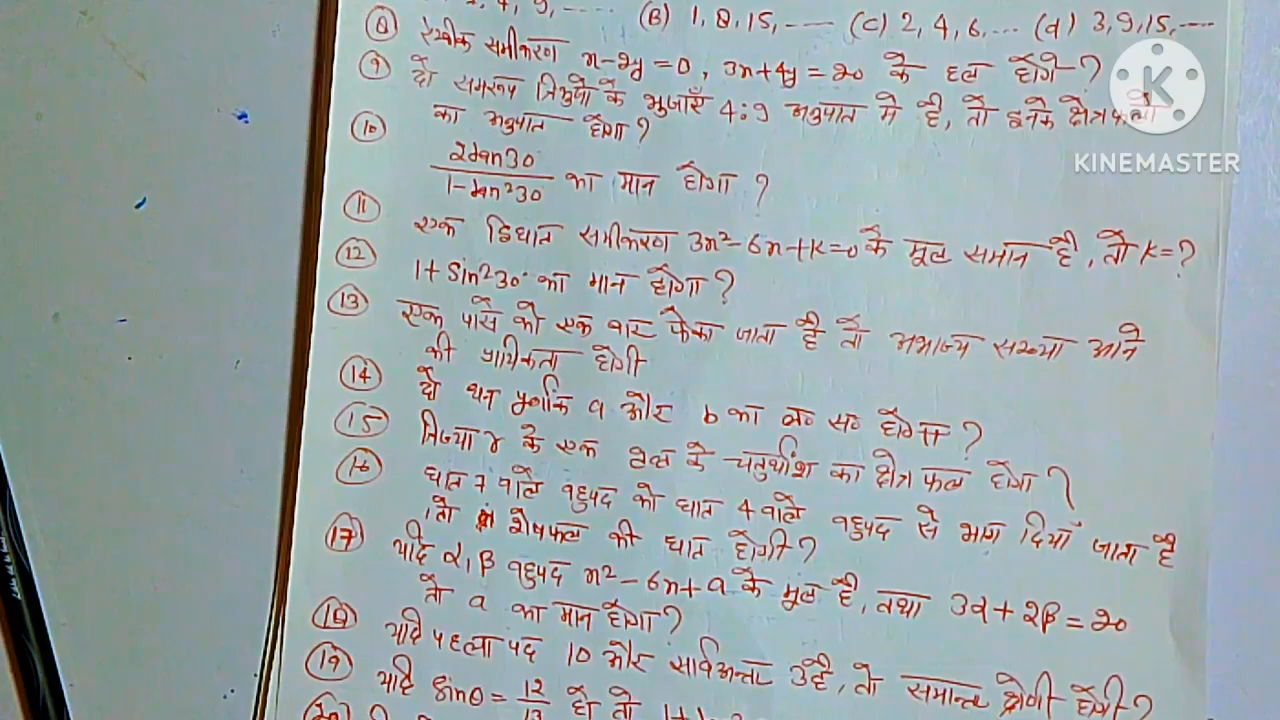 (B) 1, 8, 15, ---- (C) 2, 4, 6, ... (d) 3, 9, 15, ----
⑧ रेखीक समीकरण x-2y=0, 3x+4y=20 के हल होंगे?
⑨ दो समरूप त्रिभुजो के भुजाएँ 4:9 अनुपात मे है, तो इनके क्षेत्रफलो
का अनुपात होगा?
⑩ 2tan30 / 1-tan²30 का मान होगा?
⑪ एक द्विघात समीकरण 3x²-6x+k=0 के मूल समान है, तो k=?
⑫ 1+sin²30° का मान होगा?
⑬ एक पासे को एक बार फेका जाता है तो अभाज्य संख्या आने
की प्रायिकता होगी
⑭ दो धन पूर्णांक a और b का ल० स० होगा?
⑮ त्रिज्या r के एक वृत्त के चतुर्थांश का क्षेत्रफल होगा?
⑯ घात 7 वाले बहुपद को घात 4 वाले बहुपद से भाग दियाँ जाता है
,तो शेषफल की घात होगी?
⑰ यदि α,β बहुपद x²-6x+a के मूल है, तथा 3α+2β=20
तो a का मान होगा?
⑱ यदि पहला पद 10 और सार्वअन्तर 3 है, तो समान्तर श्रेणी होगी?
⑲ यदि sinθ = 12/13 हो तो
KINEMASTER